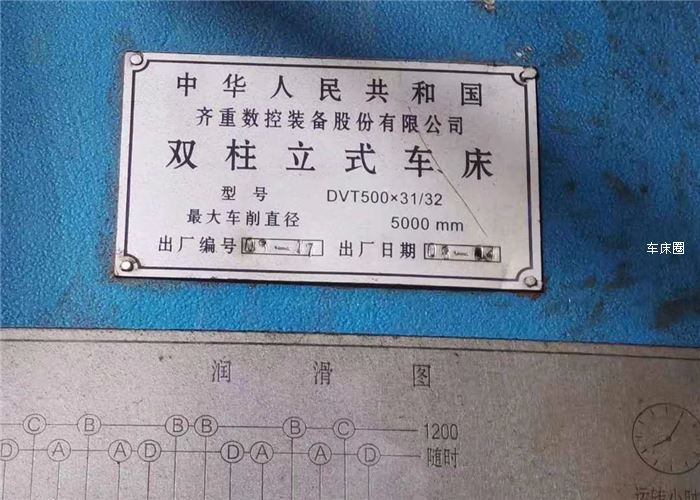 中华人民共和国
齐重数控装备股份有限公司
双柱立式车床
型号 DVT500×31/32
最大车削直径 5000 mm
出厂编号 出厂日期
车床圈
润滑图
C B B B B C 1200
D A A D D A A D 随时